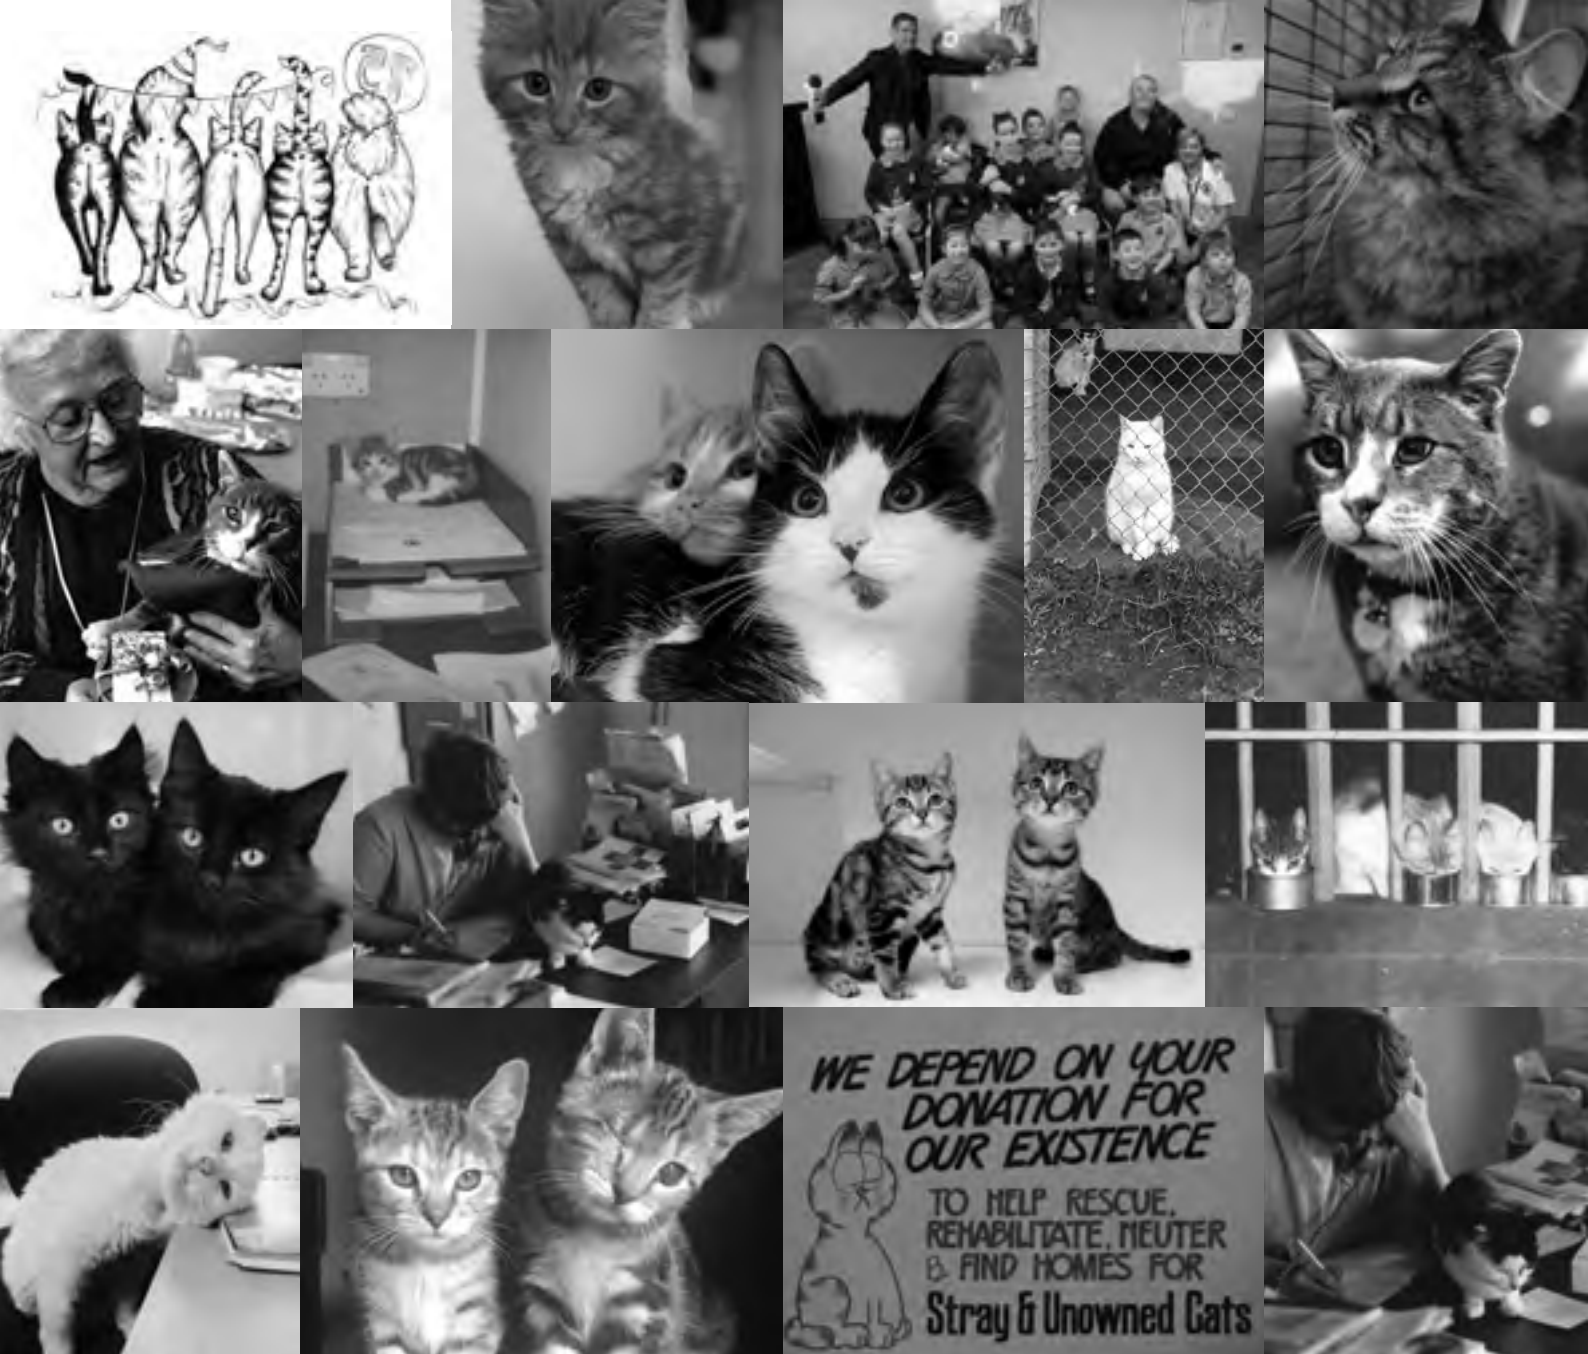 CT
WE DEPEND ON YOUR
DONATION FOR
OUR EXISTENCE
TO HELP RESCUE,
REHABILITATE, NEUTER
& FIND HOMES FOR
Stray & Unowned Cats